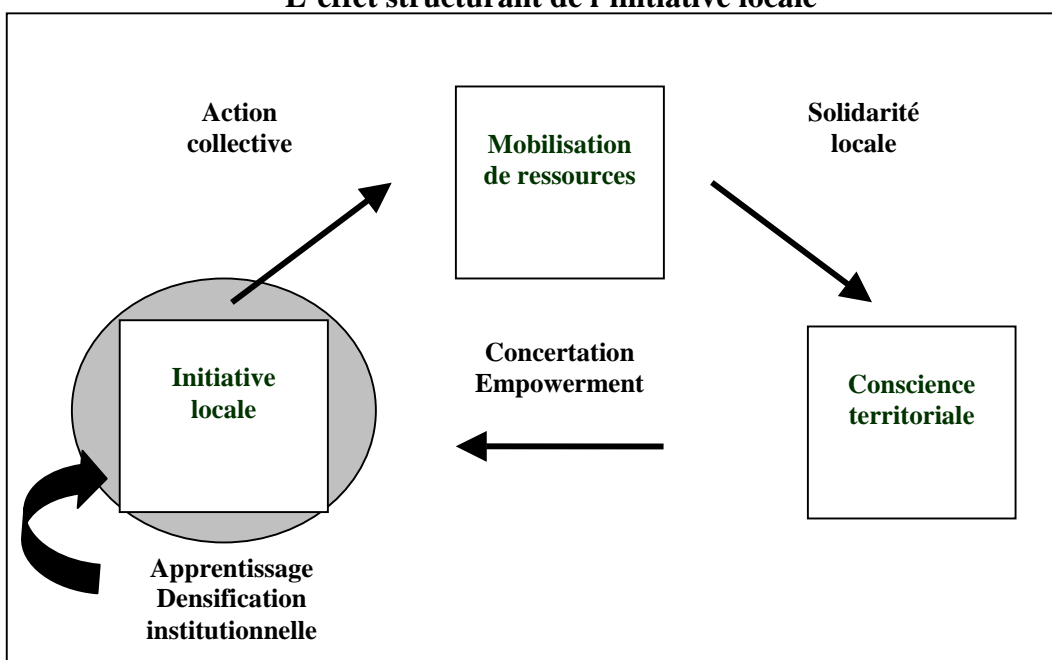 L'effet structurant de l'initiative locale
Action
collective
Mobilisation
de ressources
Solidarité
locale
Initiative
locale
Concertation
Empowerment
Conscience
territoriale
Apprentissage
Densification
institutionnelle